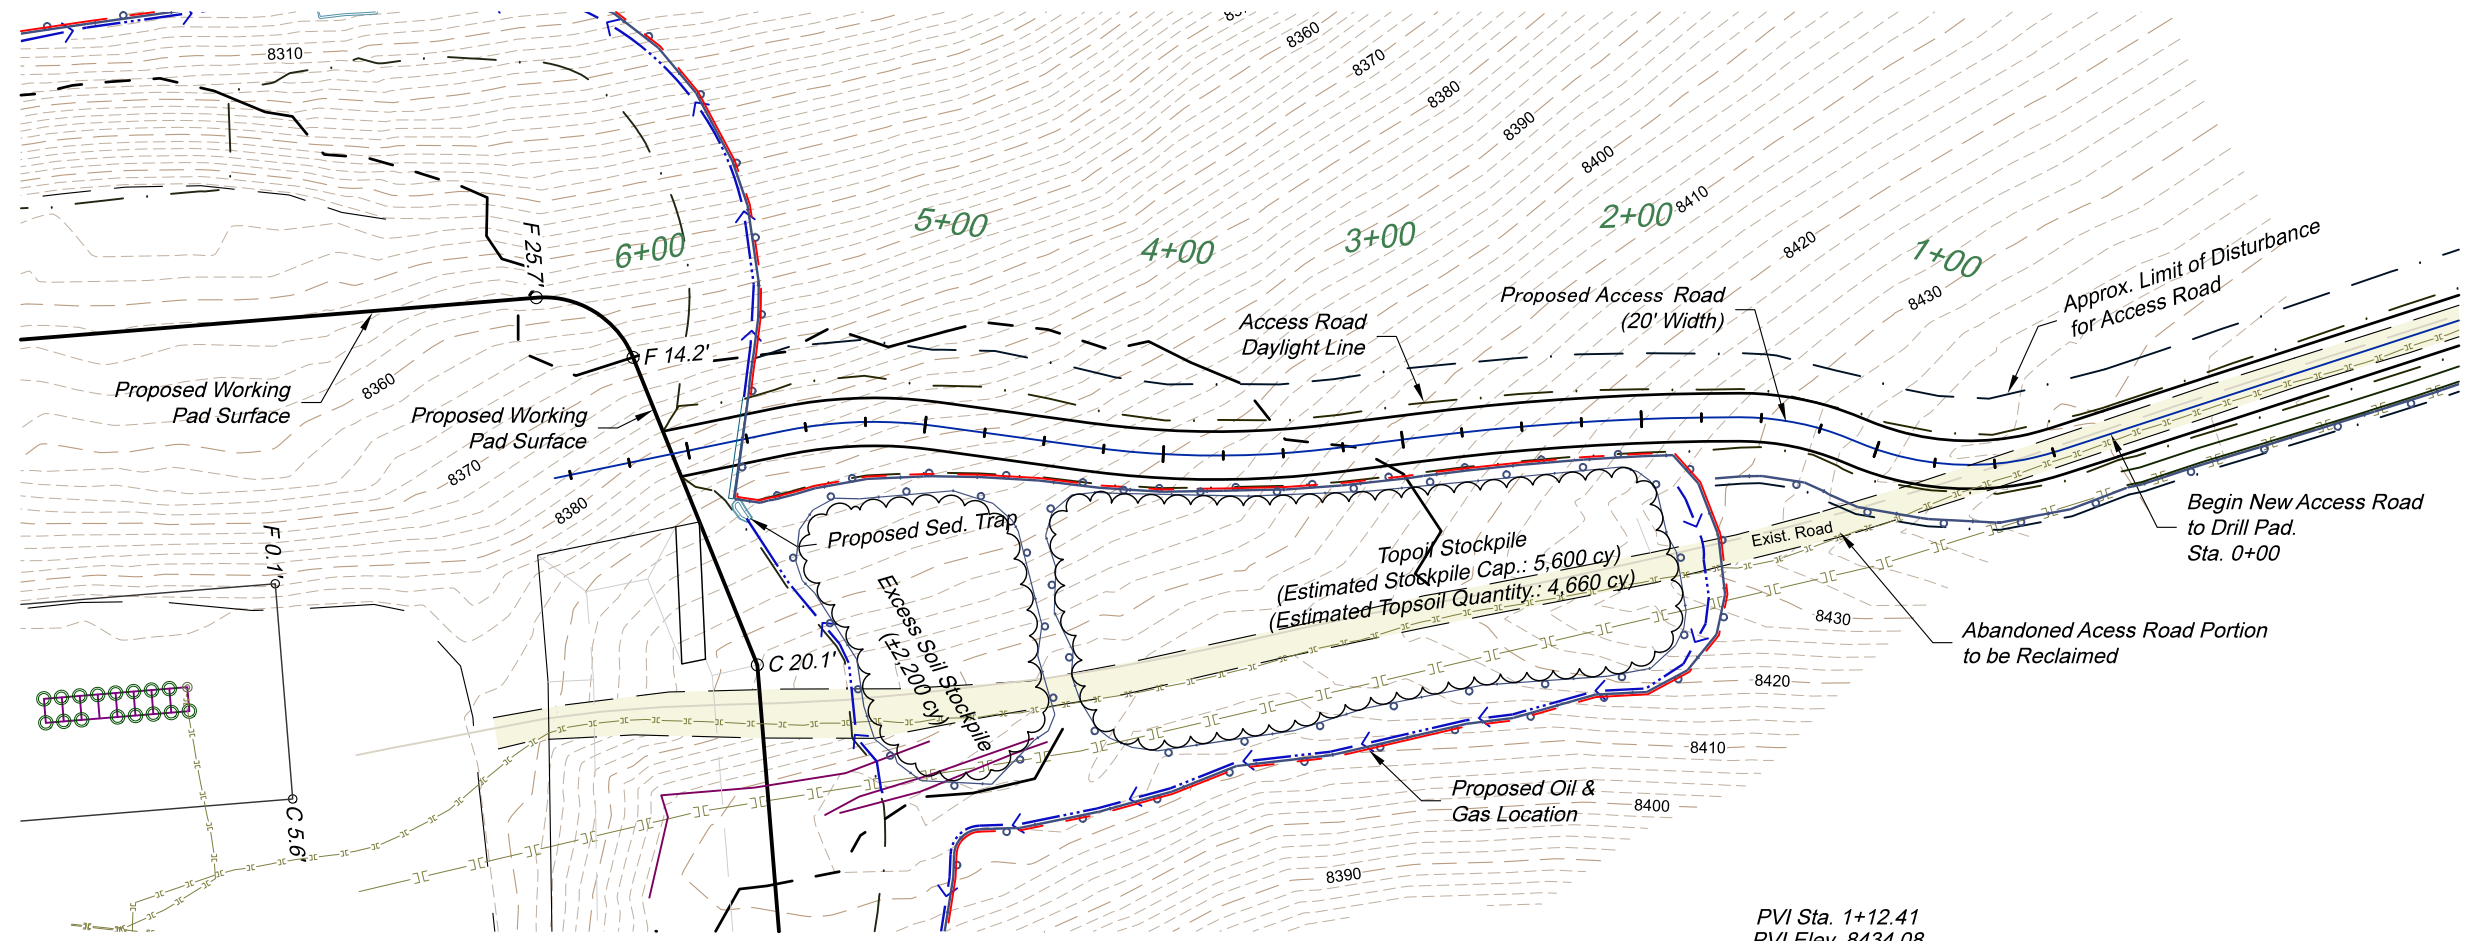 8310
8360
8370
8380
8390
8400
8410
8420
8430
6+00
5+00
4+00
3+00
2+00
1+00
F 25.7'
F 14.2'
Approx. Limit of Disturbance
for Access Road
Proposed Access Road
(20' Width)
Access Road
Daylight Line
Proposed Working
Pad Surface
8360
Proposed Working
Pad Surface
8370
8380
Begin New Access Road
to Drill Pad.
Sta. 0+00
Proposed Sed. Trap
Exist. Road
Topoil Stockpile
(Estimated Stockpile Cap.: 5,600 cy)
(Estimated Topsoil Quantity.: 4,660 cy)
F 0.1'
Excess Soil Stockpile
(±2,200 cy)
C 20.1'
8430
Abandoned Acess Road Portion
to be Reclaimed
8420
8410
8400
Proposed Oil &
Gas Location
C 5.6'
8390
PVI Sta. 1+12.41
PVI Elev. 8434.08